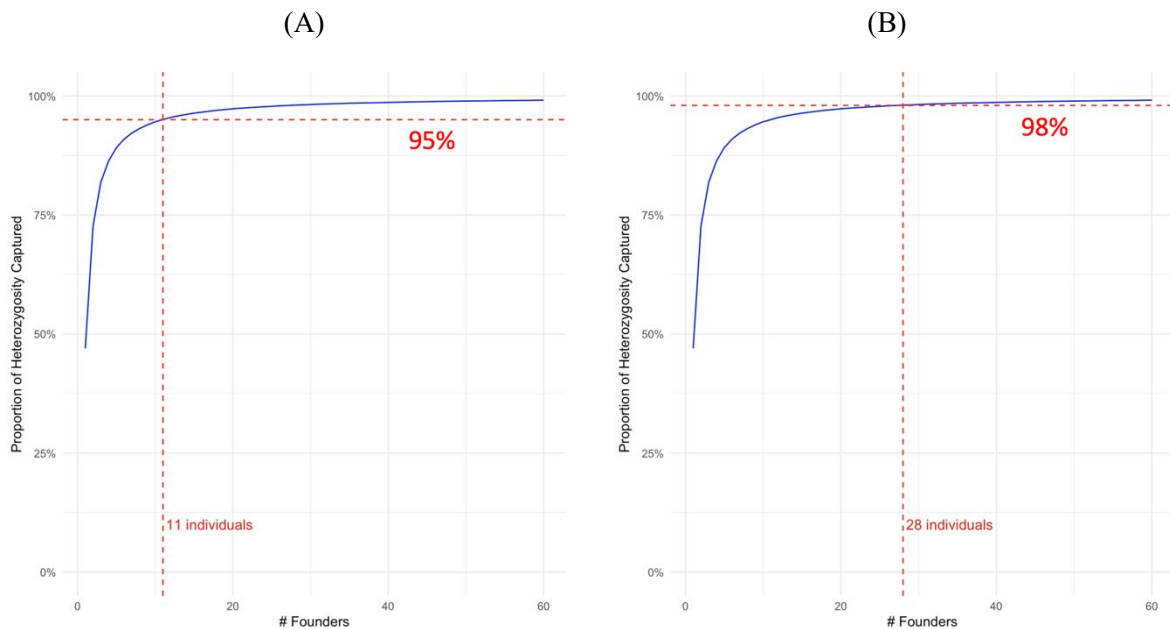 (A)
100%
75%
50%
25%
0%
Proportion of Heterozygosity Captured
95%
11 individuals
0
20
40
60
# Founders
(B)
100%
75%
50%
25%
0%
Proportion of Heterozygosity Captured
98%
28 individuals
0
20
40
60
# Founders